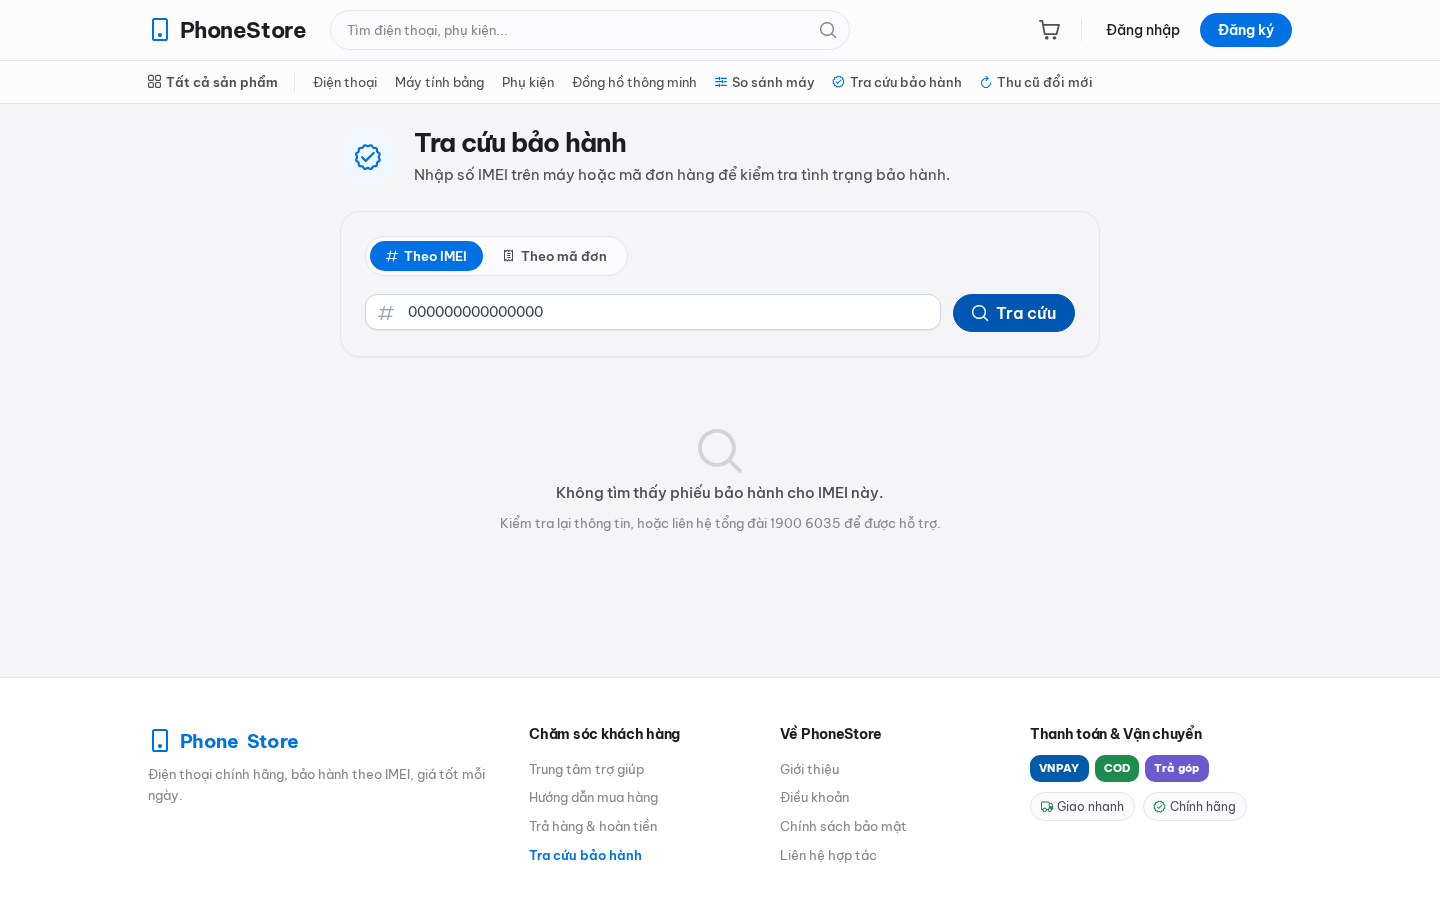 PhoneStore
Tìm điện thoại, phụ kiện...
Đăng nhập
Đăng ký
Tất cả sản phẩm
Điện thoại
Máy tính bảng
Phụ kiện
Đồng hồ thông minh
So sánh máy
Tra cứu bảo hành
Thu cũ đổi mới
Tra cứu bảo hành
Nhập số IMEI trên máy hoặc mã đơn hàng để kiểm tra tình trạng bảo hành.
Theo IMEI
Theo mã đơn
000000000000000
Tra cứu
Không tìm thấy phiếu bảo hành cho IMEI này.
Kiểm tra lại thông tin, hoặc liên hệ tổng đài 1900 6035 để được hỗ trợ.
Phone Store
Điện thoại chính hãng, bảo hành theo IMEI, giá tốt mỗi
ngày.
Chăm sóc khách hàng
Trung tâm trợ giúp
Hướng dẫn mua hàng
Trả hàng & hoàn tiền
Tra cứu bảo hành
Về PhoneStore
Giới thiệu
Điều khoản
Chính sách bảo mật
Liên hệ hợp tác
Thanh toán & Vận chuyển
VNPAY
COD
Trả góp
Giao nhanh
Chính hãng